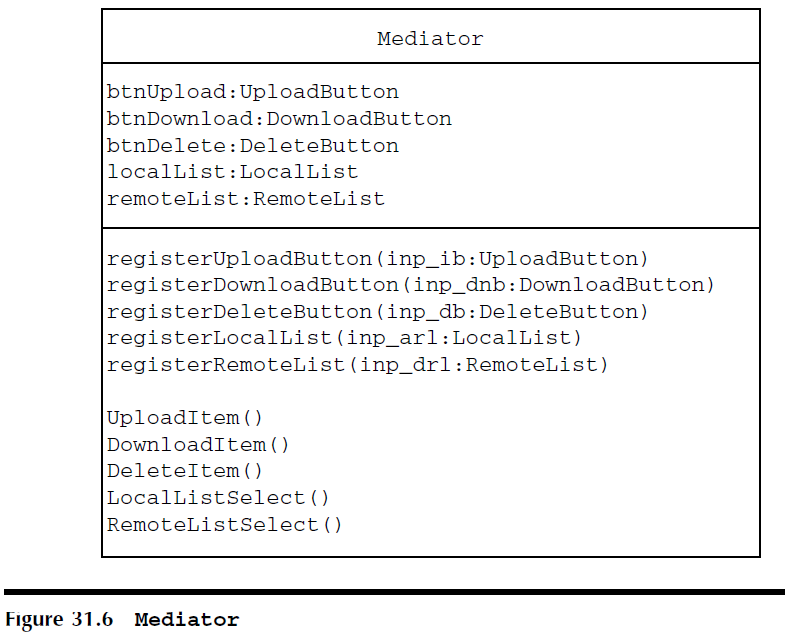 Mediator
btnUpload:UploadButton
btnDownload:DownloadButton
btnDelete:DeleteButton
localList:LocalList
remoteList:RemoteList
registerUploadButton(inp_ib:UploadButton)
registerDownloadButton(inp_dnb:DownloadButton)
registerDeleteButton(inp_db:DeleteButton)
registerLocalList(inp_arl:LocalList)
registerRemoteList(inp_drl:RemoteList)
UploadItem()
DownloadItem()
DeleteItem()
LocalListSelect()
RemoteListSelect()
Figure 31.6 Mediator